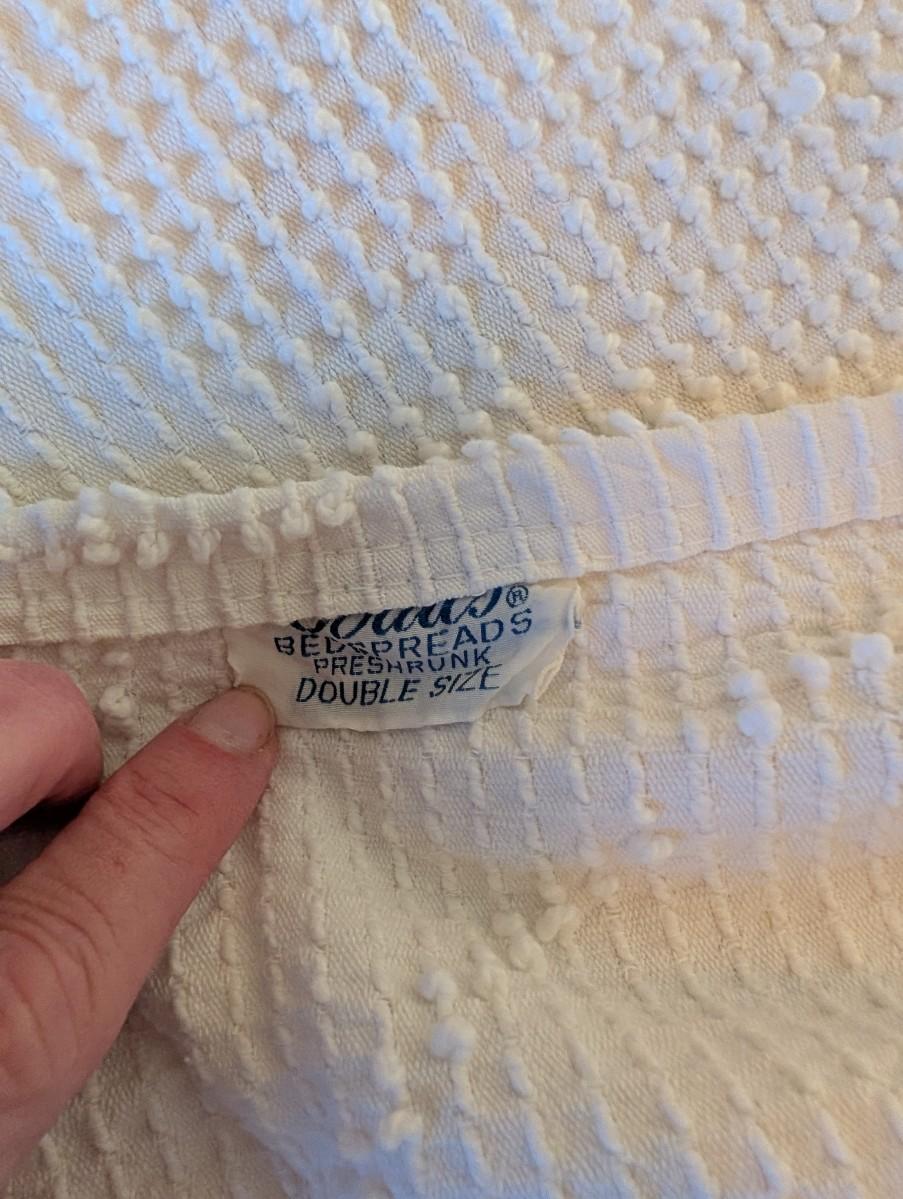 ®
BEDSPREADS
PRESHRUNK
DOUBLE SIZE